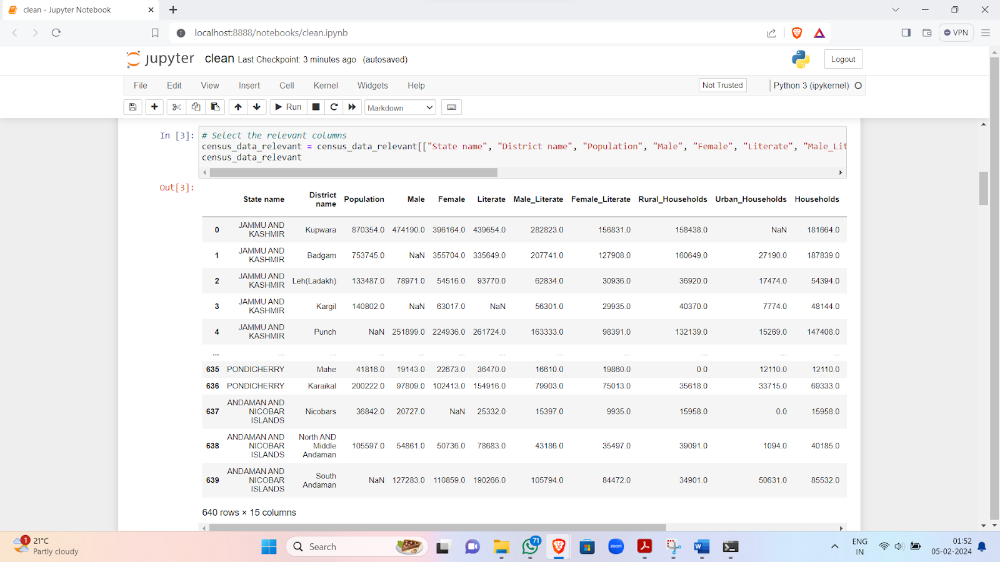 clean - Jupyter Notebook
localhost:8888/notebooks/clean.ipynb
VPN
jupyter clean Last Checkpoint: 3 minutes ago (autosaved)
Logout
File Edit View Insert Cell Kernel Widgets Help
Not Trusted
Python 3 (ipykernel)
Run
Markdown
In [3]: # Select the relevant columns
census_data_relevant = census_data_relevant[["State name", "District name", "Population", "Male", "Female", "Literate", "Male_Lit
census_data_relevant
Out[3]:
State name District name Population Male Female Literate Male_Literate Female_Literate Rural_Households Urban_Households Households
0 JAMMU AND KASHMIR Kupwara 870354.0 474190.0 396164.0 439654.0 282823.0 156831.0 158438.0 NaN 181664.0
1 JAMMU AND KASHMIR Badgam 753745.0 NaN 355704.0 335649.0 207741.0 127908.0 160649.0 27190.0 187839.0
2 JAMMU AND KASHMIR Leh(Ladakh) 133487.0 78971.0 54516.0 93770.0 62834.0 30936.0 36920.0 17474.0 54394.0
3 JAMMU AND KASHMIR Kargil 140802.0 NaN 63017.0 NaN 56301.0 29935.0 40370.0 7774.0 48144.0
4 JAMMU AND KASHMIR Punch NaN 251899.0 224936.0 261724.0 163333.0 98391.0 132139.0 15269.0 147408.0
... ... ... ... ... ... ... ... ... ... ... ...
635 PONDICHERRY Mahe 41816.0 19143.0 22673.0 36470.0 16610.0 19860.0 0.0 12110.0 12110.0
636 PONDICHERRY Karaikal 200222.0 97809.0 102413.0 154916.0 79903.0 75013.0 35618.0 33715.0 69333.0
637 ANDAMAN AND NICOBAR ISLANDS Nicobars 36842.0 20727.0 NaN 25332.0 15397.0 9935.0 15958.0 0.0 15958.0
638 ANDAMAN AND NICOBAR ISLANDS North AND Middle Andaman 105597.0 54861.0 50736.0 78683.0 43186.0 35497.0 39091.0 1094.0 40185.0
639 ANDAMAN AND NICOBAR ISLANDS South Andaman NaN 127283.0 110859.0 190266.0 105794.0 84472.0 34901.0 50631.0 85532.0
640 rows × 15 columns
1
21°C
Partly cloudy
Search
71
zoom
W
ENG
IN
01:52
05-02-2024